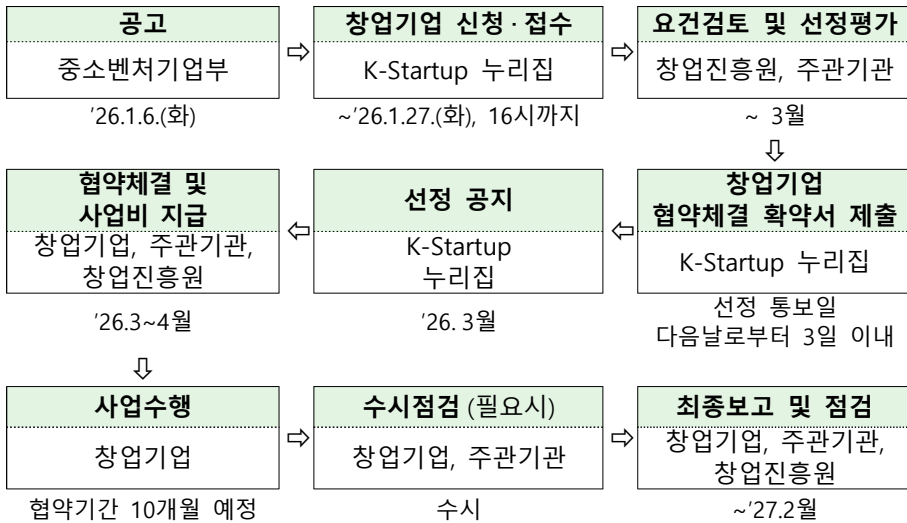 공고
중소벤처기업부
'26.1.6.(화)
⇨
창업기업 신청·접수
K-Startup 누리집
~'26.1.27.(화), 16시까지
⇨
요건검토 및 선정평가
창업진흥원, 주관기관
~ 3월
⇩
창업기업
협약체결 확약서 제출
K-Startup 누리집
선정 통보일
다음날로부터 3일 이내
⇦
선정 공지
K-Startup
누리집
'26. 3월
⇦
협약체결 및
사업비 지급
창업기업, 주관기관,
창업진흥원
'26.3~4월
⇩
사업수행
창업기업
협약기간 10개월 예정
⇨
수시점검 (필요시)
창업기업, 주관기관
수시
⇨
최종보고 및 점검
창업기업, 주관기관,
창업진흥원
~'27.2월